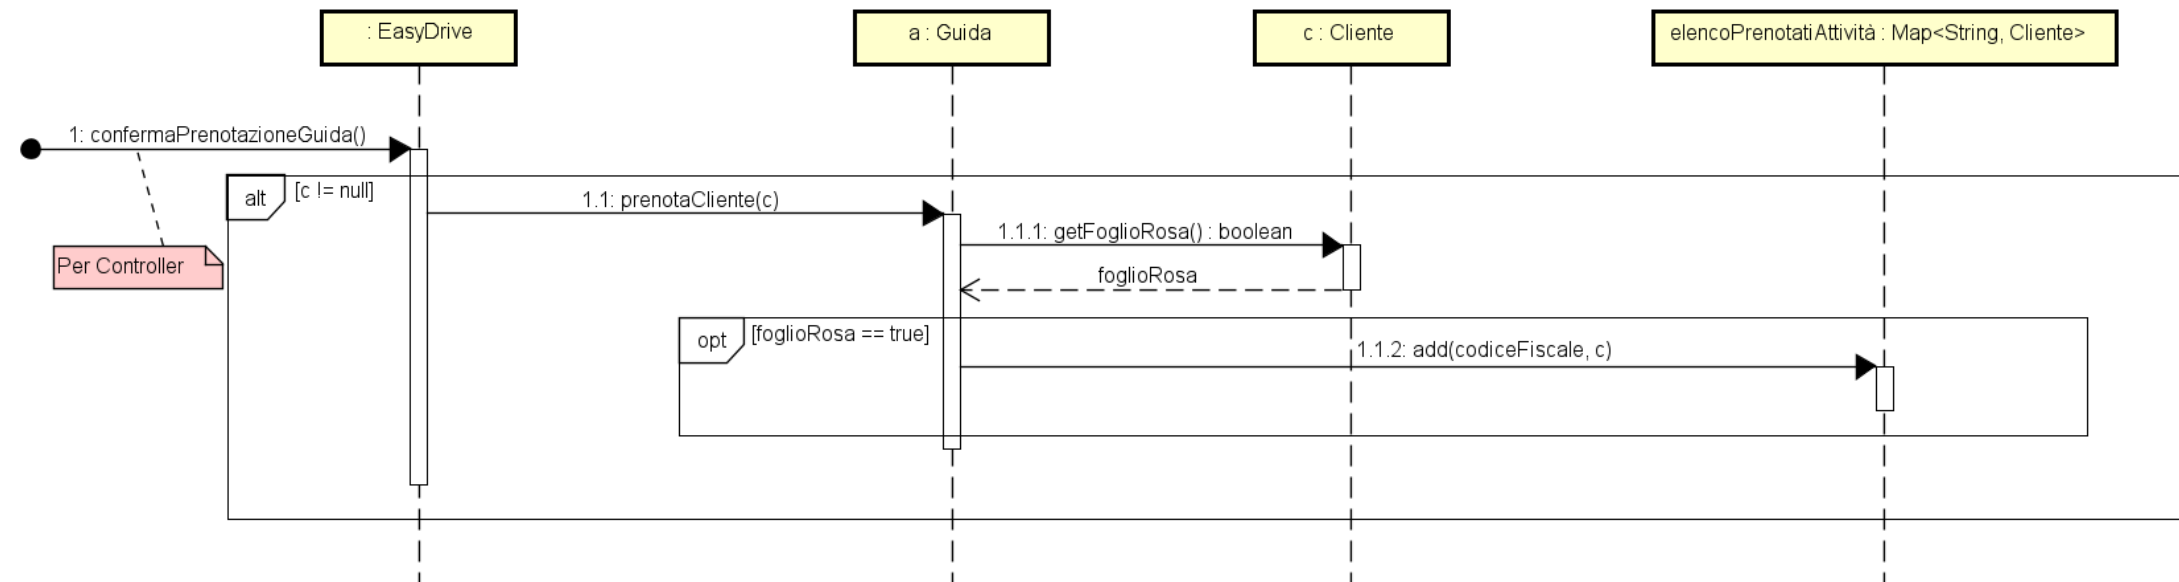 : EasyDrive
a : Guida
c : Cliente
elencoPrenotatiAttività : Map<String, Cliente>
1: confermaPrenotazioneGuida()
alt
[c != null]
1.1: prenotaCliente(c)
1.1.1: getFoglioRosa() : boolean
Per Controller
foglioRosa
opt
[foglioRosa == true]
1.1.2: add(codiceFiscale, c)